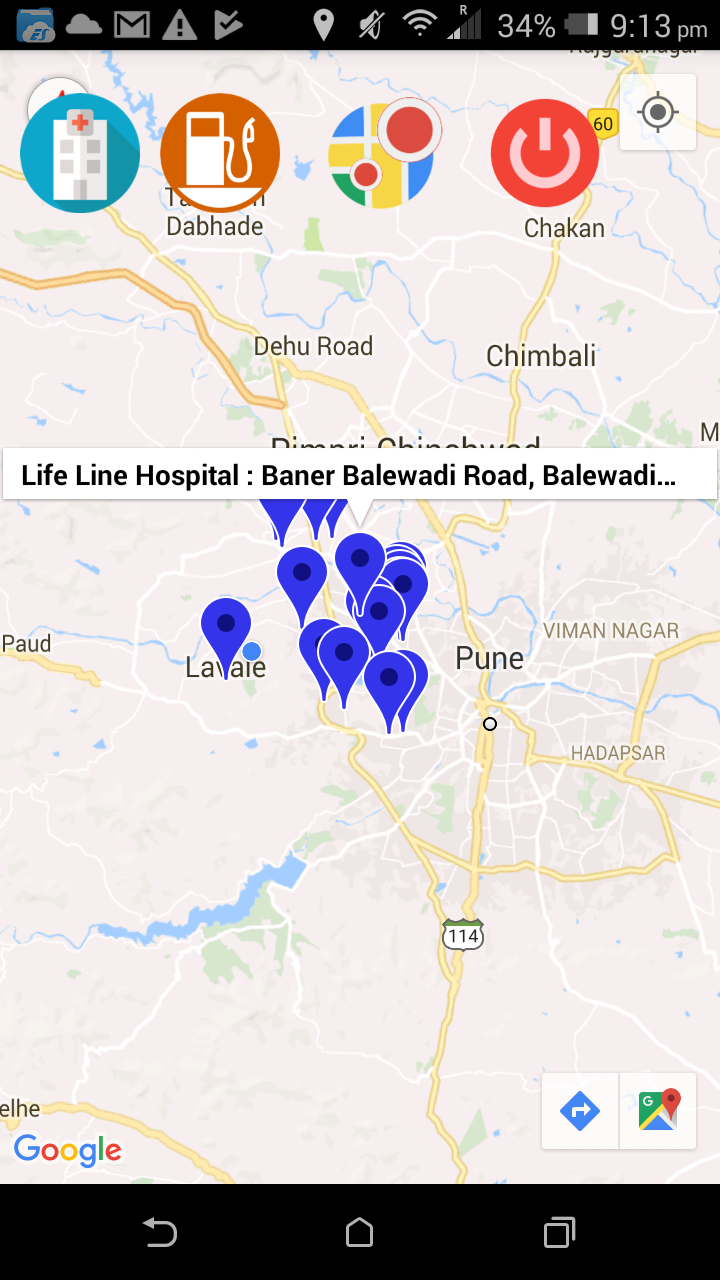 R
34%
9:13 pm
Rajgurunagar
60
Dabhade
Chakan
Dehu Road
Chimbali
M
Pimpri-Chinchwad
Life Line Hospital : Baner Balewadi Road, Balewadi...
VIMAN NAGAR
Paud
Pune
HADAPSAR
114
elhe
G
Google